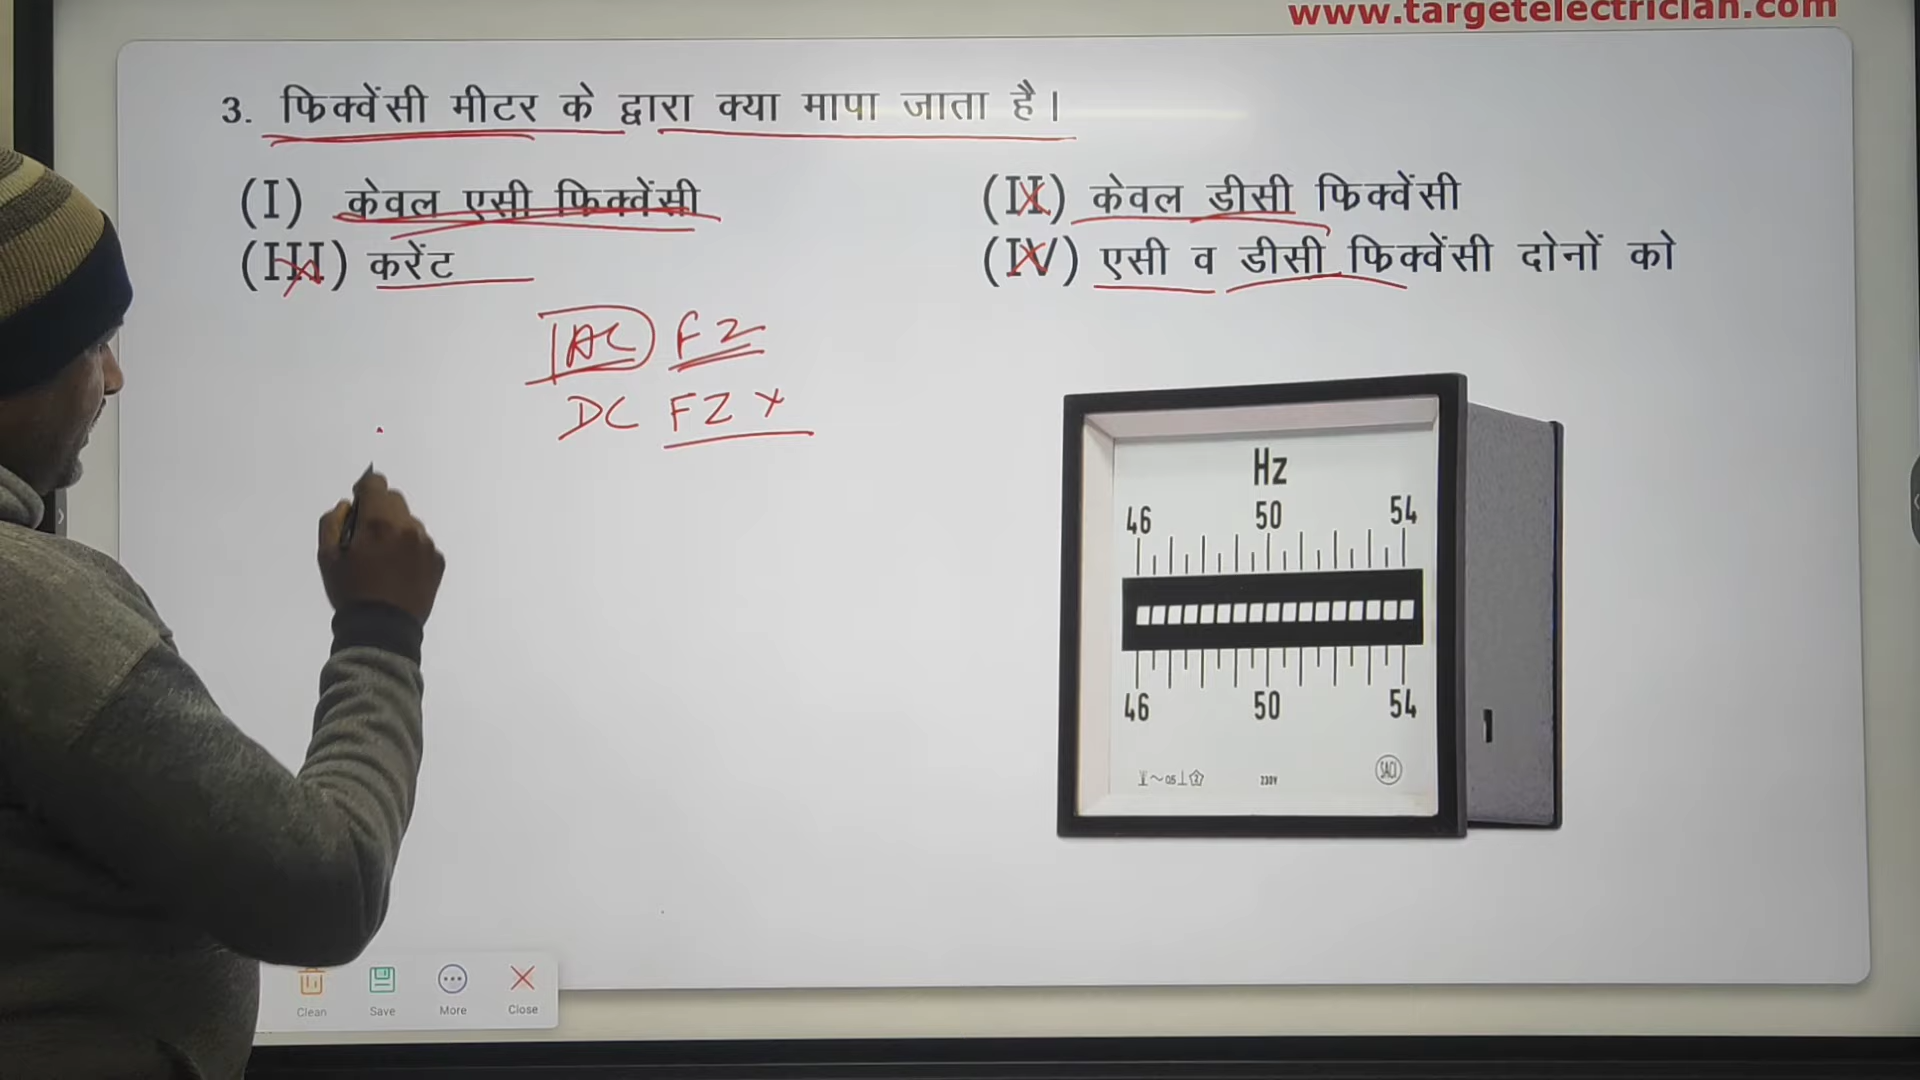 www.targetelectrician.com
3. फ्रिक्वेंसी मीटर के द्वारा क्या मापा जाता है।
(I) केवल एसी फ्रिक्वेंसी
(II) केवल डीसी फ्रिक्वेंसी
(III) करेंट
(IV) एसी व डीसी फ्रिक्वेंसी दोनों को
AC FZ
DC FZ X
Hz
46 50 54
46 50 54
230V
SACI
Clean Save More Close